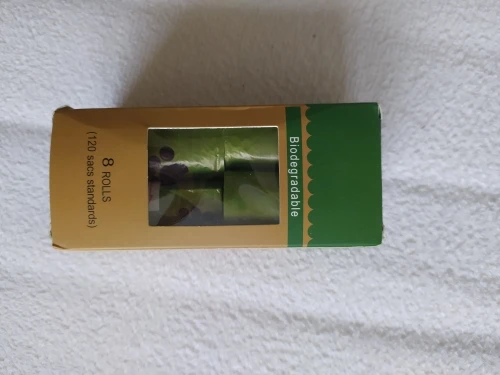 Biodegradable
8 ROLLS
(120 sacs standards)